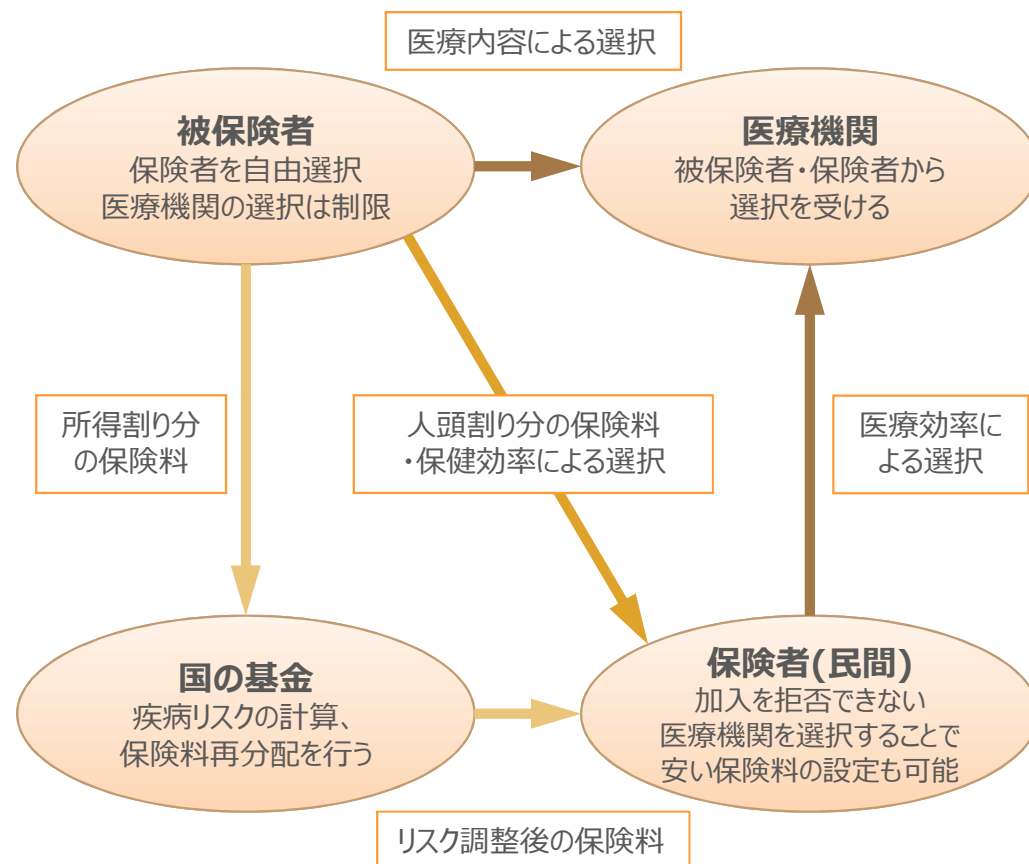 医療内容による選択
被保険者
保険者を自由選択
医療機関の選択は制限
医療機関
被保険者・保険者から
選択を受ける
所得割り分
の保険料
人頭割り分の保険料
・保健効率による選択
医療効率に
よる選択
国の基金
疾病リスクの計算、
保険料再分配を行う
保険者(民間)
加入を拒否できない
医療機関を選択することで
安い保険料の設定も可能
リスク調整後の保険料